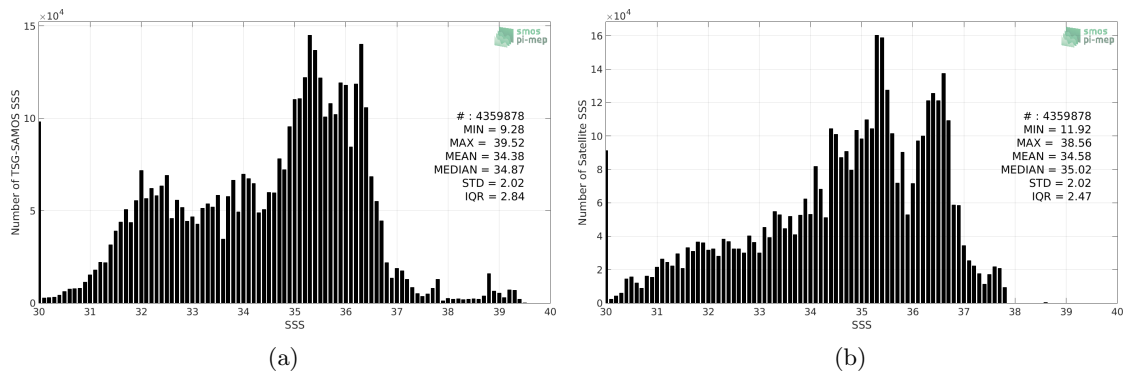 ×10⁴
15
10
5
0
30 31 32 33 34 35 36 37 38 39 40
SSS
Number of TSG-SAMOS SSS
smos
pi-mep
# : 4359878
MIN = 9.28
MAX = 39.52
MEAN = 34.38
MEDIAN = 34.87
STD = 2.02
IQR = 2.84
(a)
×10⁴
16
14
12
10
8
6
4
2
0
30 31 32 33 34 35 36 37 38 39 40
SSS
Number of Satellite SSS
smos
pi-mep
# : 4359878
MIN = 11.92
MAX = 38.56
MEAN = 34.58
MEDIAN = 35.02
STD = 2.02
IQR = 2.47
(b)